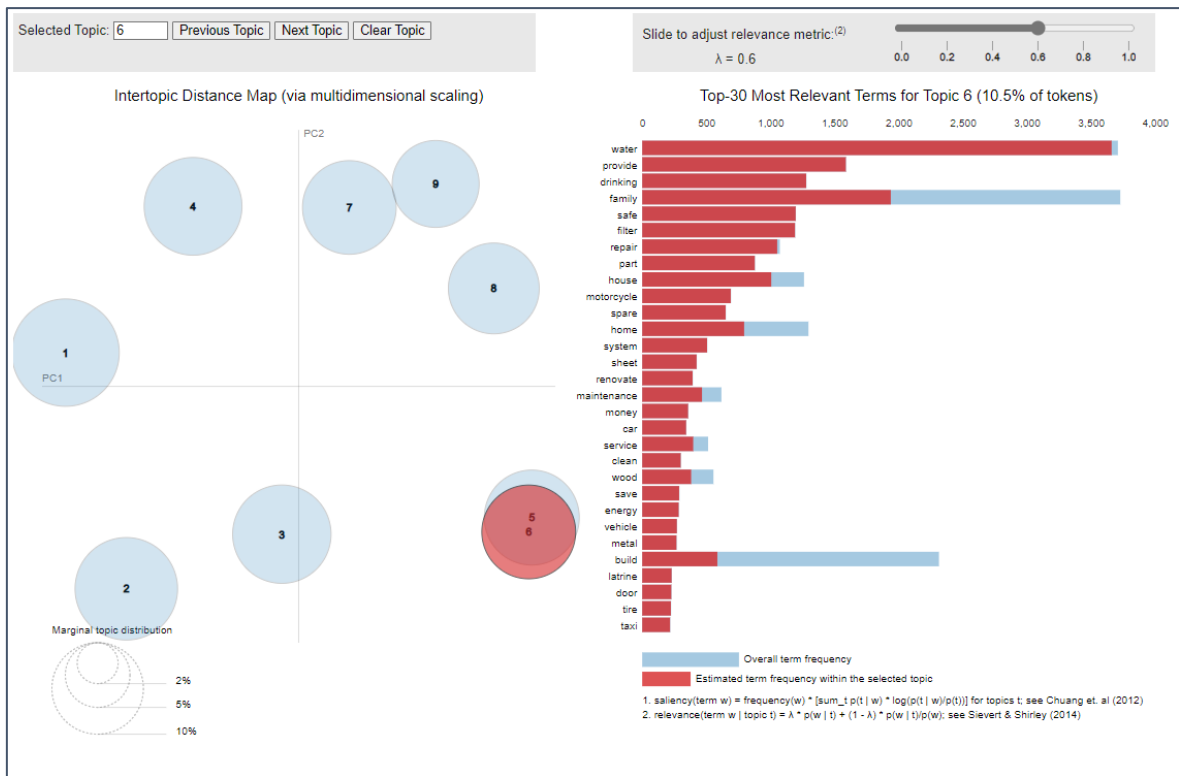 Selected Topic: 6 Previous Topic Next Topic Clear Topic
Slide to adjust relevance metric:(2)
λ = 0.6
0.0 0.2 0.4 0.6 0.8 1.0
Intertopic Distance Map (via multidimensional scaling)
PC2
4
7
9
8
1
PC1
5
6
3
2
Marginal topic distribution
2%
5%
10%
Top-30 Most Relevant Terms for Topic 6 (10.5% of tokens)
0 500 1,000 1,500 2,000 2,500 3,000 3,500 4,000
water
provide
drinking
family
safe
filter
repair
part
house
motorcycle
spare
home
system
sheet
renovate
maintenance
money
car
service
clean
wood
save
energy
vehicle
metal
build
latrine
door
tire
taxi
Overall term frequency
Estimated term frequency within the selected topic
1. saliency(term w) = frequency(w) * [sum_t p(t | w) * log(p(t | w)/p(t))] for topics t; see Chuang et. al (2012)
2. relevance(term w | topic t) = λ * p(w | t) + (1 - λ) * p(w | t)/p(w); see Sievert & Shirley (2014)